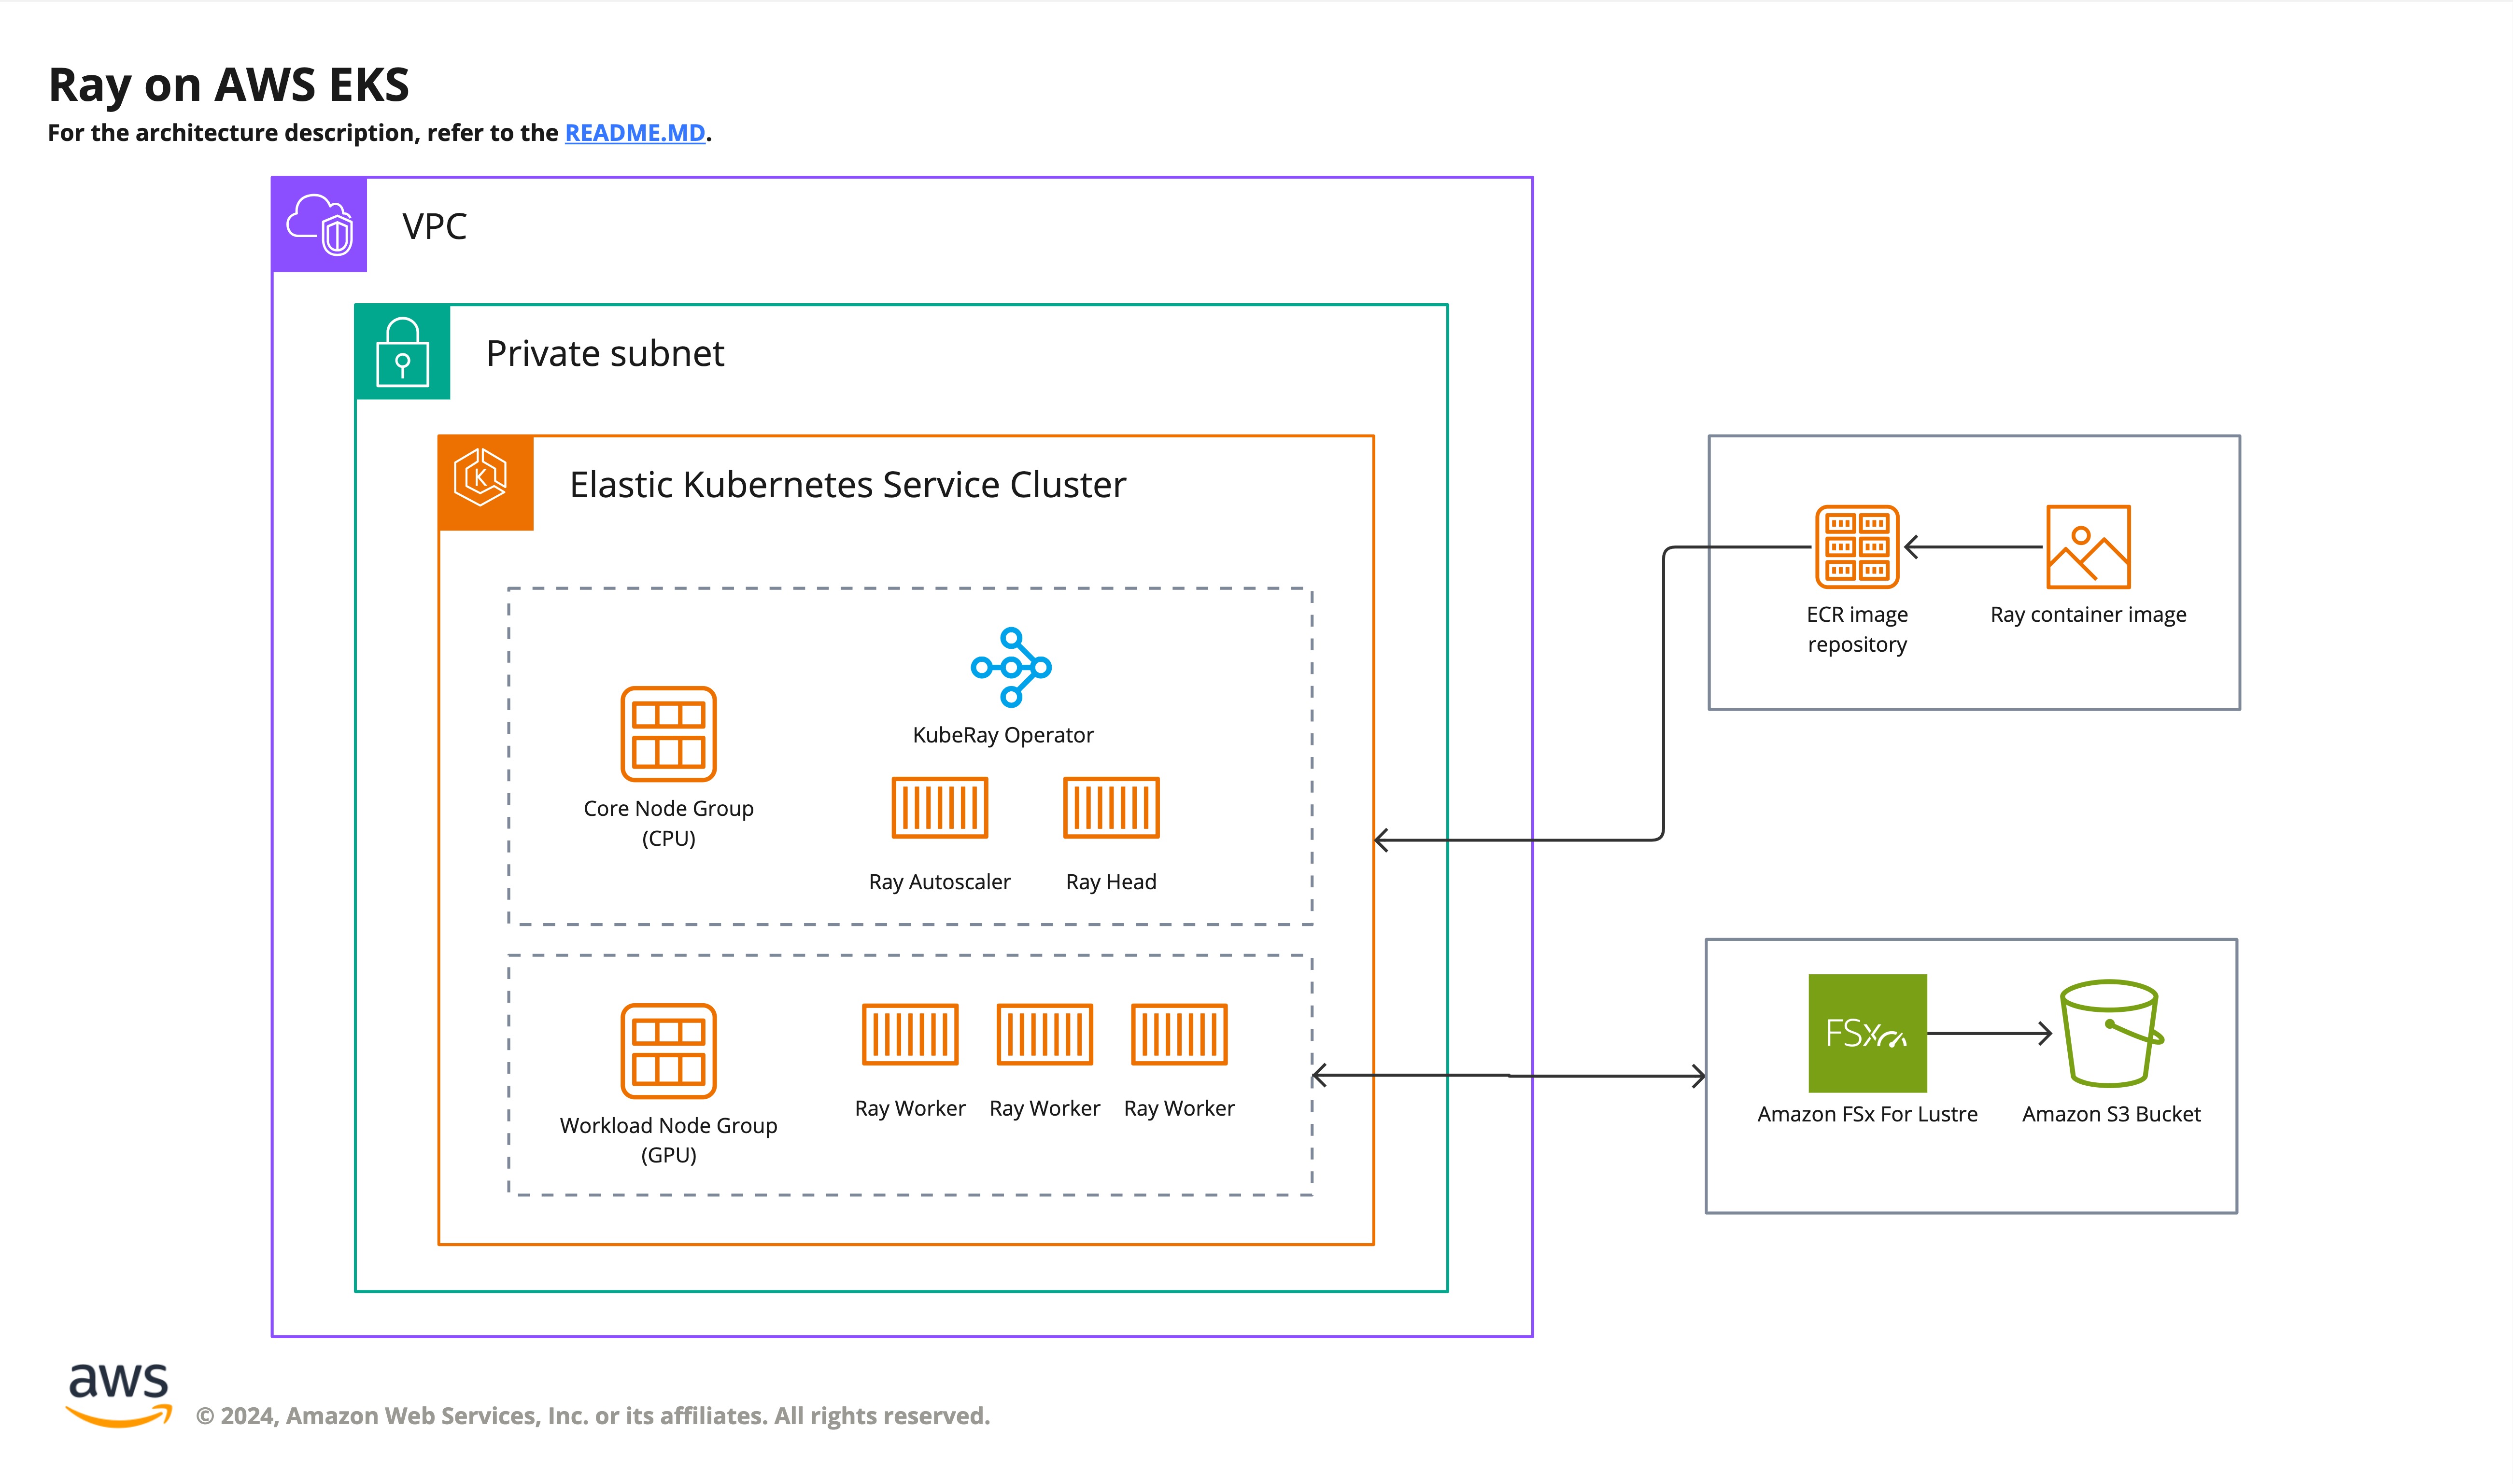 Ray on AWS EKS
For the architecture description, refer to the README.MD.
VPC
Private subnet
Elastic Kubernetes Service Cluster
K
KubeRay Operator
Core Node Group
(CPU)
Ray Autoscaler
Ray Head
Workload Node Group
(GPU)
Ray Worker
Ray Worker
Ray Worker
ECR image
repository
Ray container image
FSx
Amazon FSx For Lustre
Amazon S3 Bucket
aws
© 2024, Amazon Web Services, Inc. or its affiliates. All rights reserved.